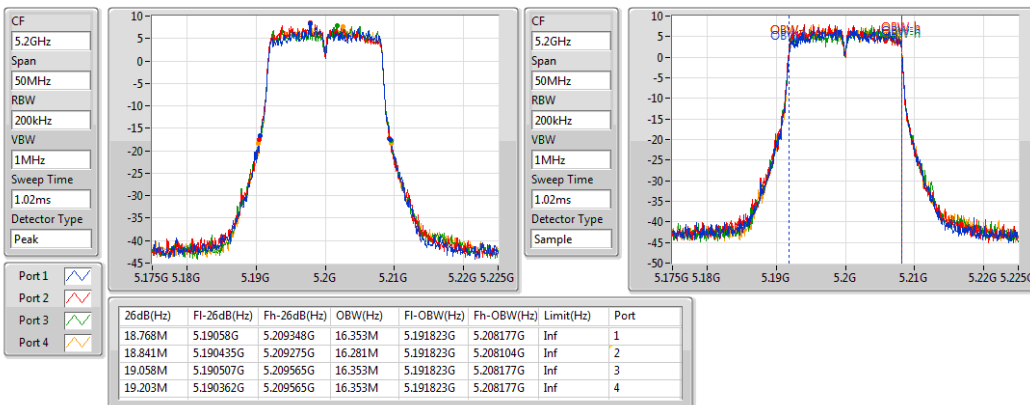 CF
5.2GHz
Span
50MHz
RBW
200kHz
VBW
1MHz
Sweep Time
1.02ms
Detector Type
Peak
10
5
0
-5
-10
-15
-20
-25
-30
-35
-40
-45
5.175G 5.18G 5.19G 5.2G 5.21G 5.22G 5.225G
CF
5.2GHz
Span
50MHz
RBW
200kHz
VBW
1MHz
Sweep Time
1.02ms
Detector Type
Sample
10
5
0
-5
-10
-15
-20
-25
-30
-35
-40
-45
-50
5.175G 5.18G 5.19G 5.2G 5.21G 5.22G 5.225G
OBW-h
Port 1
Port 2
Port 3
Port 4
26dB(Hz) Fl-26dB(Hz) Fh-26dB(Hz) OBW(Hz) Fl-OBW(Hz) Fh-OBW(Hz) Limit(Hz) Port
18.768M 5.19058G 5.209348G 16.353M 5.191823G 5.208177G Inf 1
18.841M 5.190435G 5.209275G 16.281M 5.191823G 5.208104G Inf 2
19.058M 5.190507G 5.209565G 16.353M 5.191823G 5.208177G Inf 3
19.203M 5.190362G 5.209565G 16.353M 5.191823G 5.208177G Inf 4